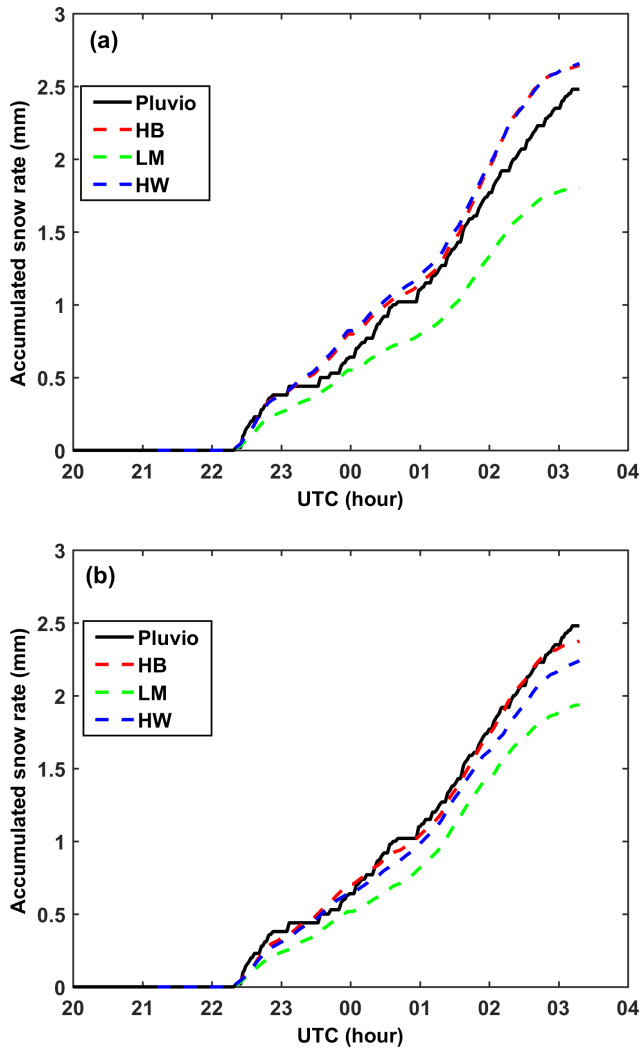 (a)
3
2.5
2
1.5
1
0.5
0
Accumulated snow rate (mm)
Pluvio
HB
LM
HW
20 21 22 23 00 01 02 03 04
UTC (hour)
(b)
3
2.5
2
1.5
1
0.5
0
Accumulated snow rate (mm)
Pluvio
HB
LM
HW
20 21 22 23 00 01 02 03 04
UTC (hour)